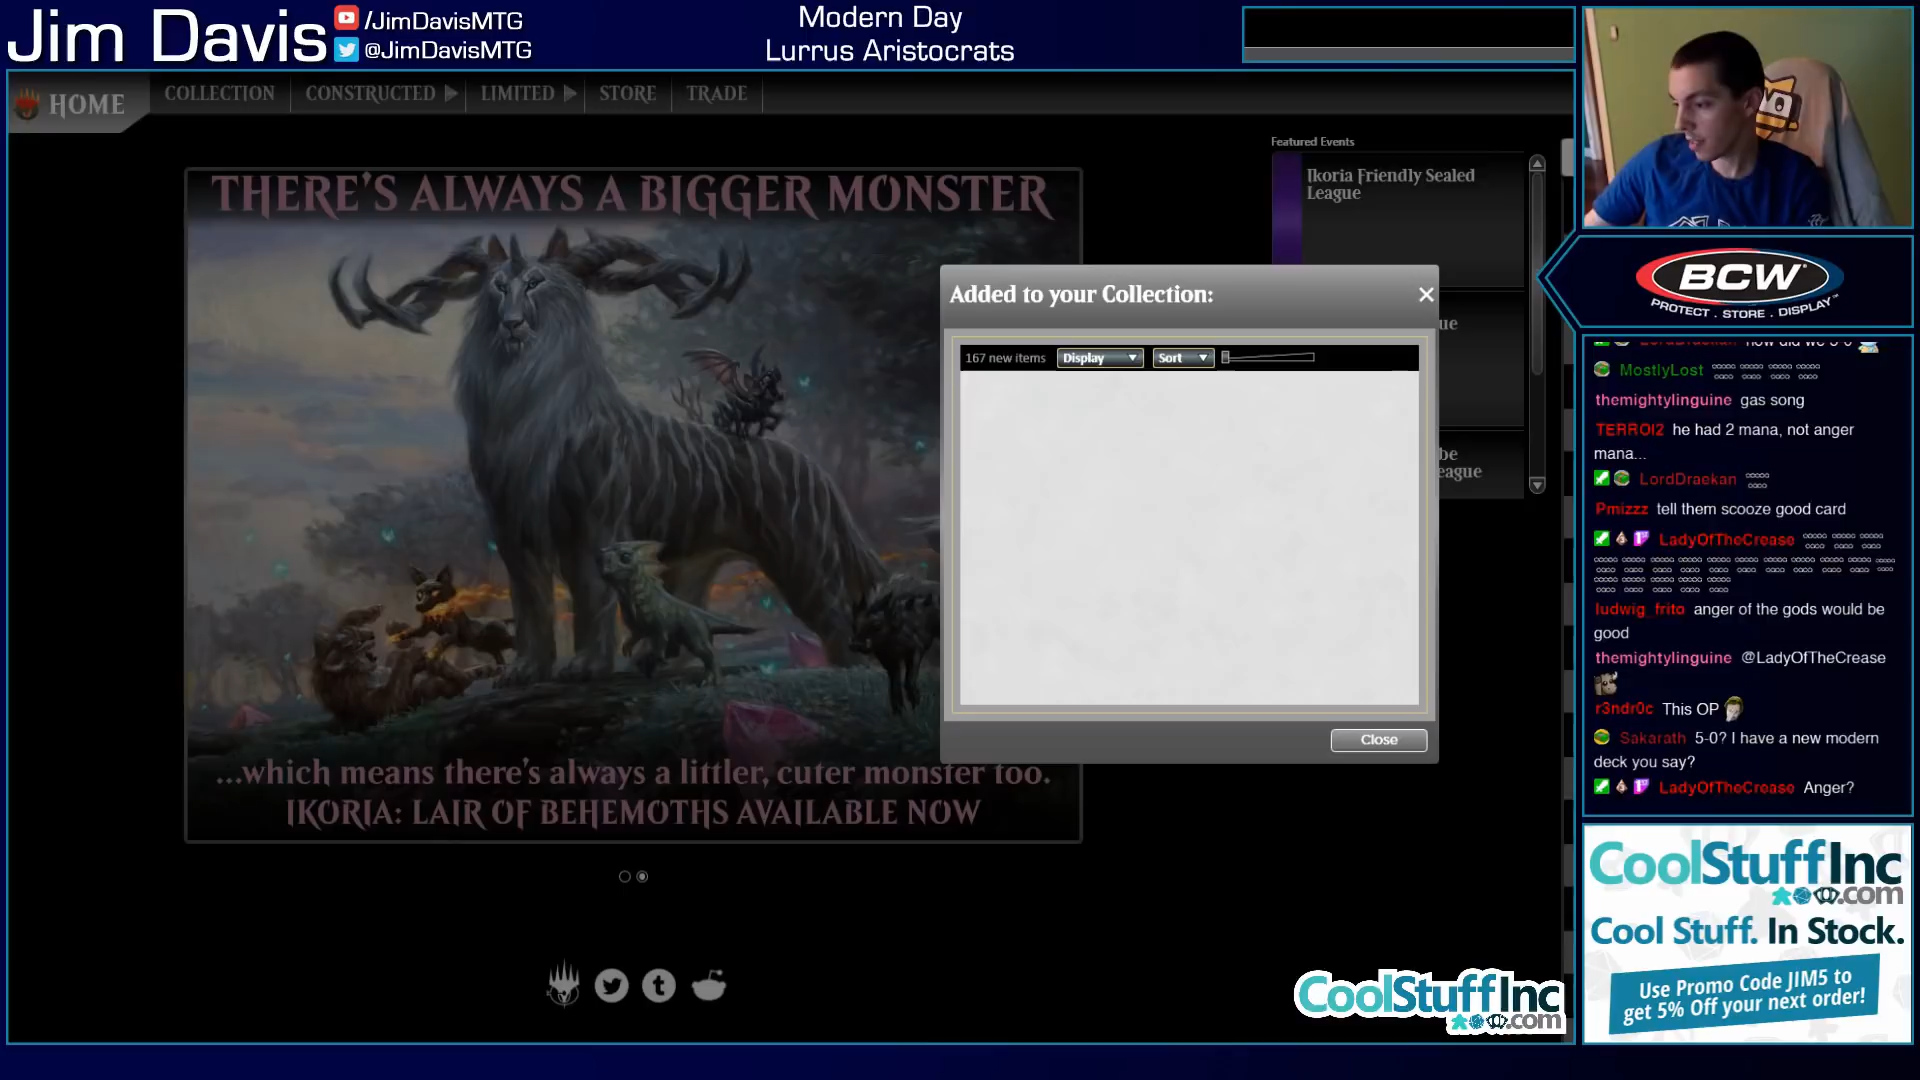 Jim Davis
/JimDavisMTG
@JimDavisMTG
Modern Day
Lurrus Aristocrats
HOME
COLLECTION
CONSTRUCTED
LIMITED
STORE
TRADE
THERE'S ALWAYS A BIGGER MONSTER
...which means there's always a littler, cuter monster too.
IKORIA: LAIR OF BEHEMOTHS AVAILABLE NOW
Featured Events
Ikoria Friendly Sealed
League
ue
be
eague
Added to your Collection:
167 new items
Display
Sort
Close
CoolStuffInc
.com
BCW
PROTECT . STORE . DISPLAY
MostlyLost
themightylinguine gas song
TERROI2 he had 2 mana, not anger
mana...
LordDraekan
Pmizzz tell them scooze good card
LadyOfTheCrease
ludwig_frito anger of the gods would be
good
themightylinguine @LadyOfTheCrease
r3ndr0c This OP
Sakarath 5-0? I have a new modern
deck you say?
LadyOfTheCrease Anger?
CoolStuffInc
.com
Cool Stuff. In Stock.
Use Promo Code JIM5 to
get 5% Off your next order!